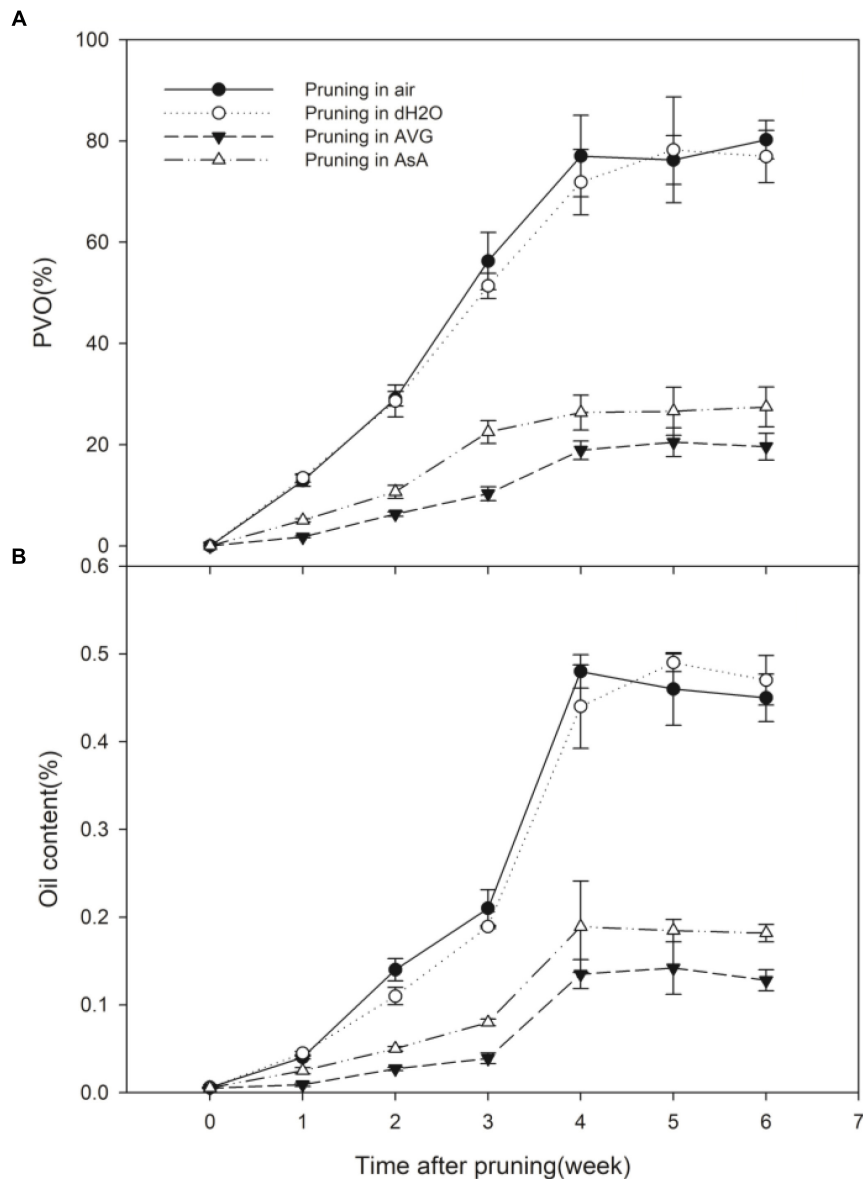 A
100
80
60
40
20
0
PVO(%)
Pruning in air
Pruning in dH2O
Pruning in AVG
Pruning in AsA
B
0.6
0.5
0.4
0.3
0.2
0.1
0.0
Oil content(%)
0 1 2 3 4 5 6 7
Time after pruning(week)